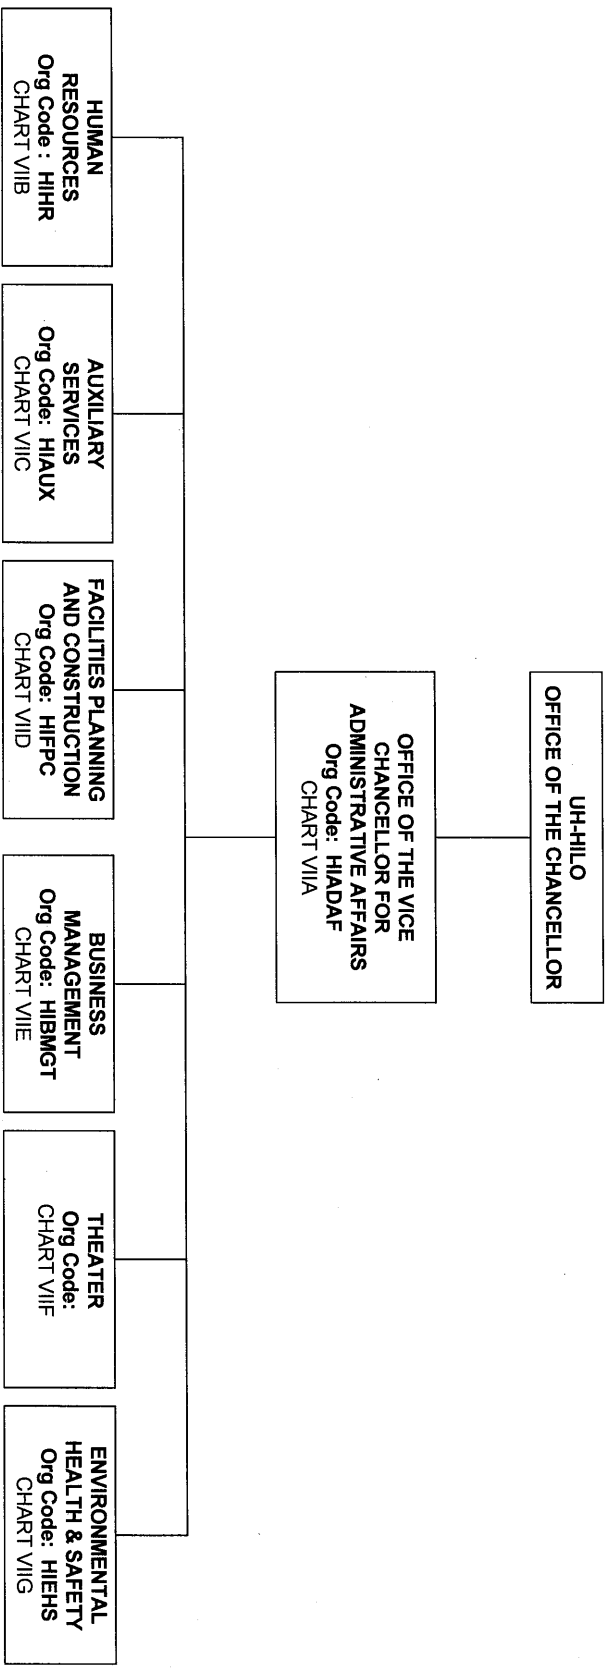 UH-HILO
OFFICE OF THE CHANCELLOR
OFFICE OF THE VICE
CHANCELLOR FOR
ADMINISTRATIVE AFFAIRS
Org Code: HIADAF
CHART VIIA
HUMAN
RESOURCES
Org Code : HIHR
CHART VIIB
AUXILIARY
SERVICES
Org Code: HIAUX
CHART VIIC
FACILITIES PLANNING
AND CONSTRUCTION
Org Code: HIFPC
CHART VIID
BUSINESS
MANAGEMENT
Org Code: HIBMGT
CHART VIIE
THEATER
Org Code:
CHART VIIF
ENVIRONMENTAL
HEALTH & SAFETY
Org Code: HIEHS
CHART VIIG